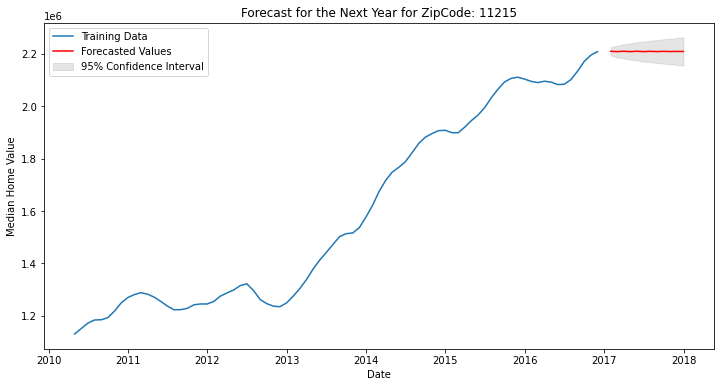 Forecast for the Next Year for ZipCode: 11215
1e6
Training Data
Forecasted Values
95% Confidence Interval
2.2
2.0
1.8
1.6
1.4
1.2
Median Home Value
2010 2011 2012 2013 2014 2015 2016 2017 2018
Date